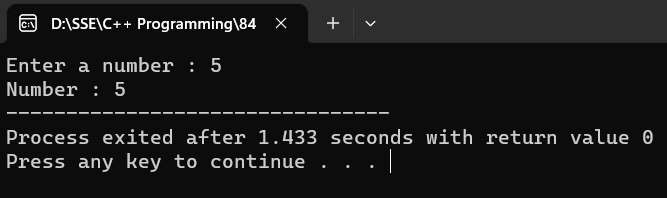 D:\SSE\C++ Programming\84
Enter a number : 5
Number : 5
--------------------------------
Process exited after 1.433 seconds with return value 0
Press any key to continue . . .